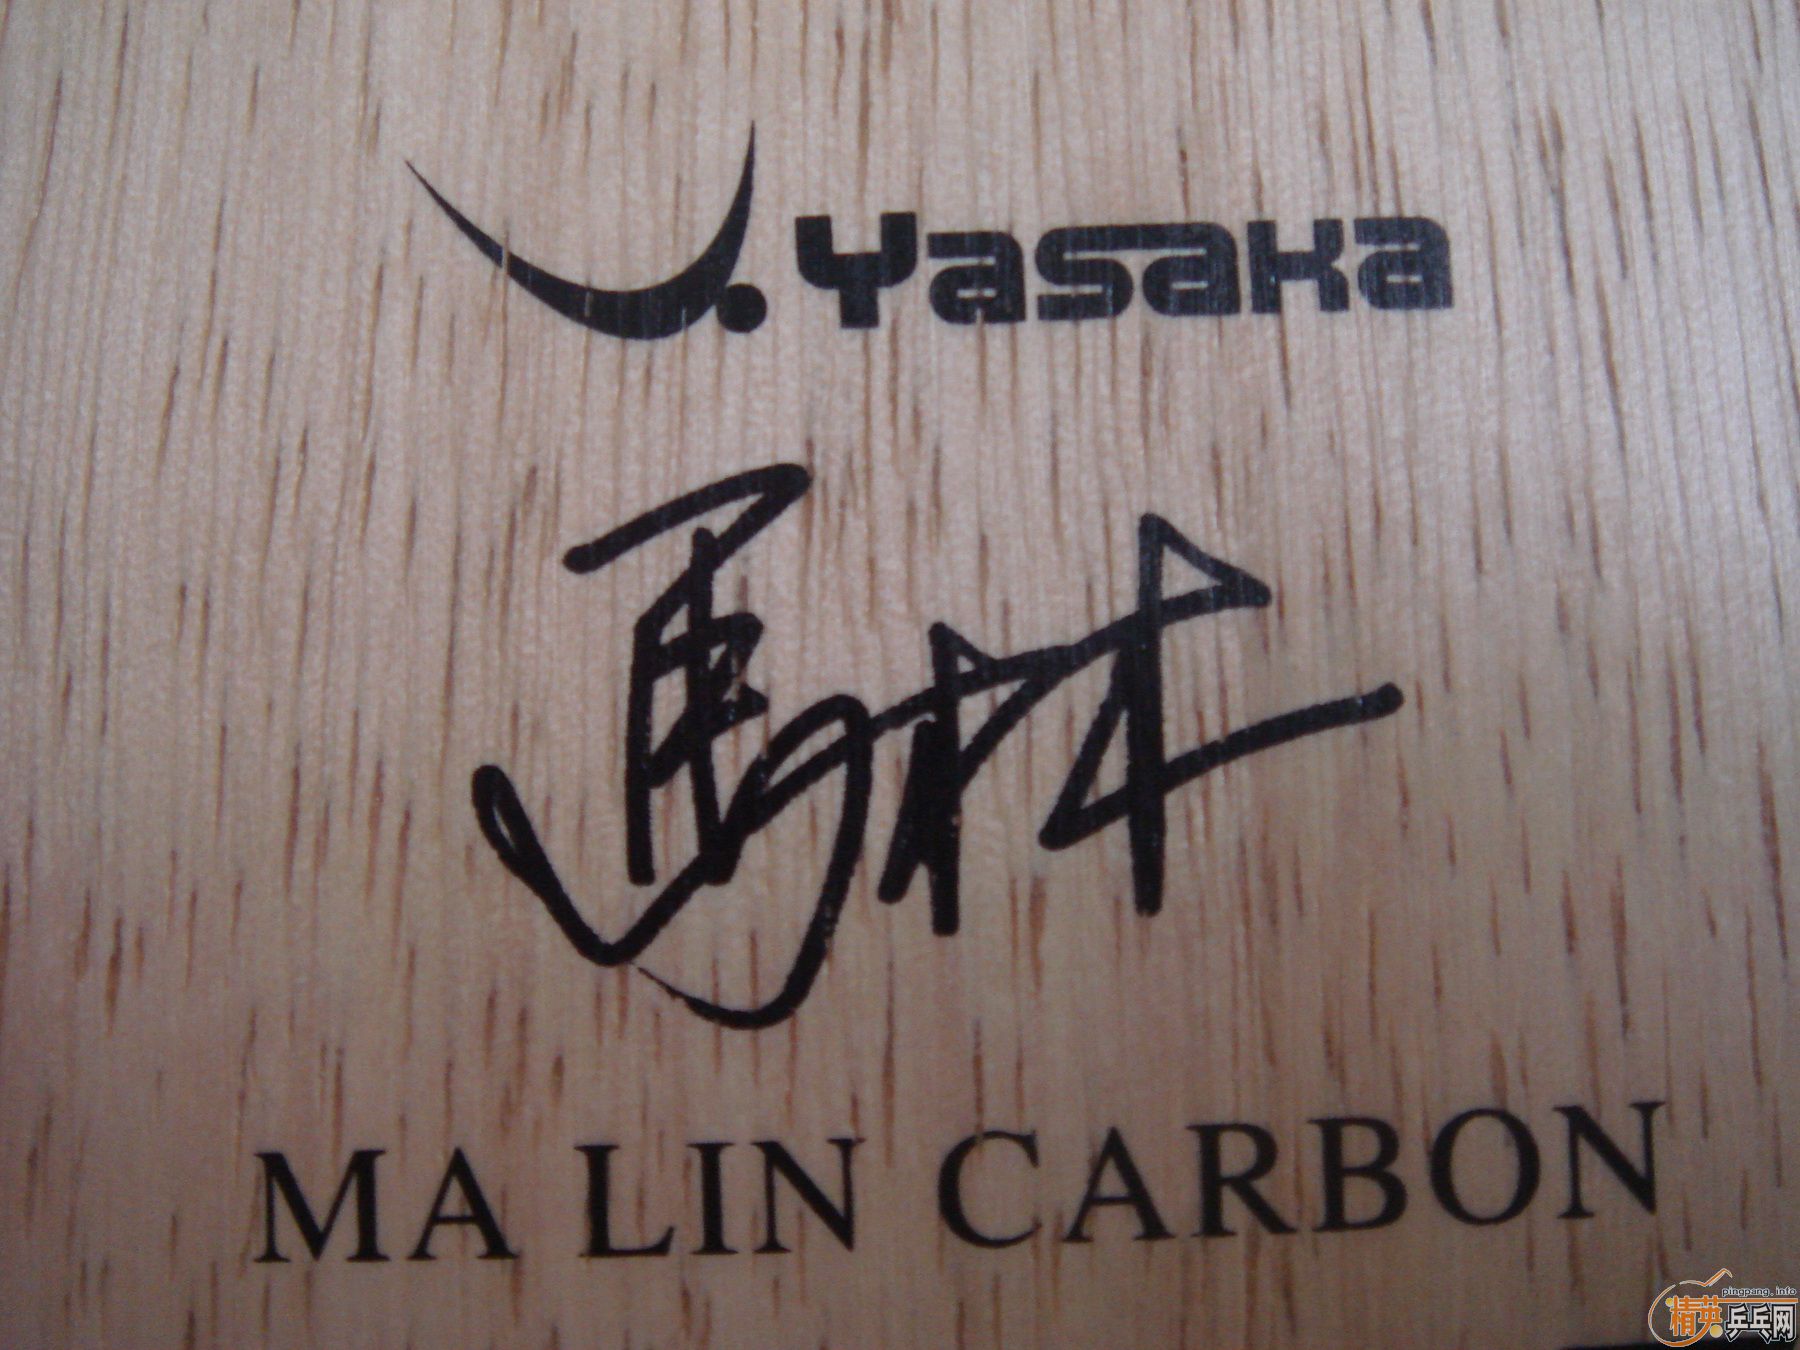 Yasaka
馬林
MA LIN CARBON
pingpang.info
精英乒乓网